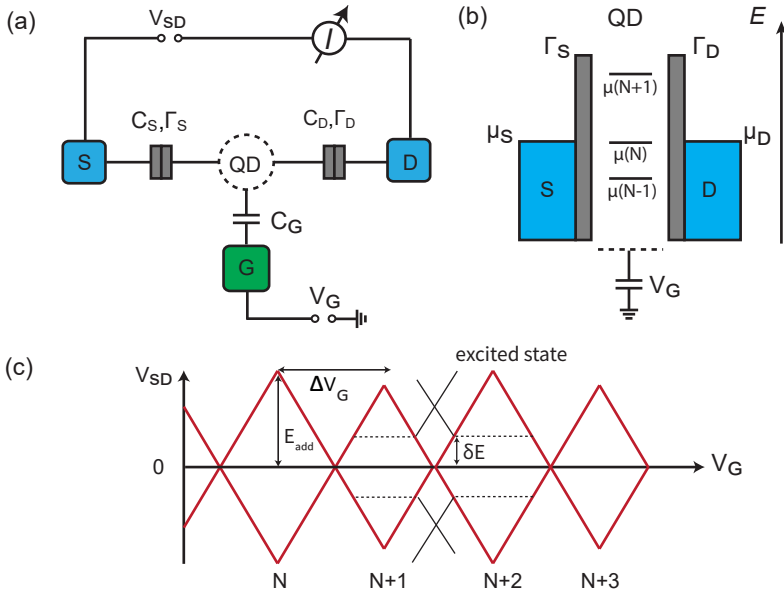 (a)
V_SD
I
C_S,Γ_S
C_D,Γ_D
S
QD
D
C_G
G
V_G
(b)
QD
E
Γ_S
Γ_D
μ(N+1)
μ_S
μ_D
μ(N)
S
μ(N-1)
D
V_G
(c)
V_SD
excited state
ΔV_G
E_add
δE
0
V_G
N
N+1
N+2
N+3